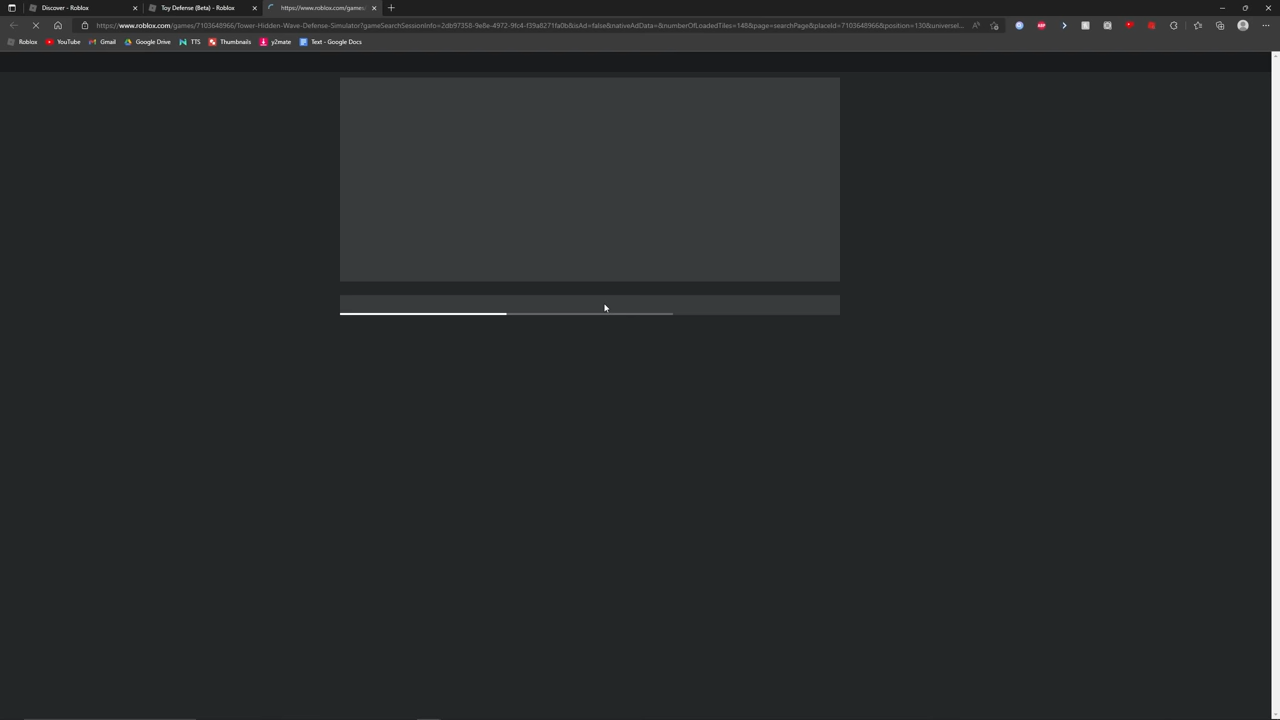 Discover - Roblox
Toy Defense (Beta) - Roblox
https://www.roblox.com/games/
https://www.roblox.com/games/7103648966/Tower-Hidden-Wave-Defense-Simulator?gameSearchSessionInfo=2db97358-9e8e-4972-9fc4-f39a8271fa0b&isAd=false&nativeAdData=&numberOfLoadedTiles=148&page=searchPage&placeId=7103648966&position=130&universeI...
Roblox
YouTube
Gmail
Google Drive
TTS
Thumbnails
y2mate
Text - Google Docs